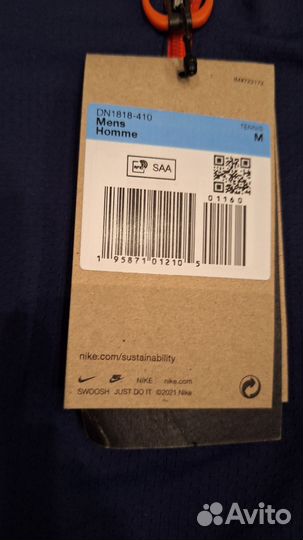 DN1818-410
Mens
Homme
TENNIS
M
SAA
01160
1 95871 01210 5
nike.com/sustainability
NIKE nike.com
SWOOSH JUST DO IT ©2021 Nike
Avito